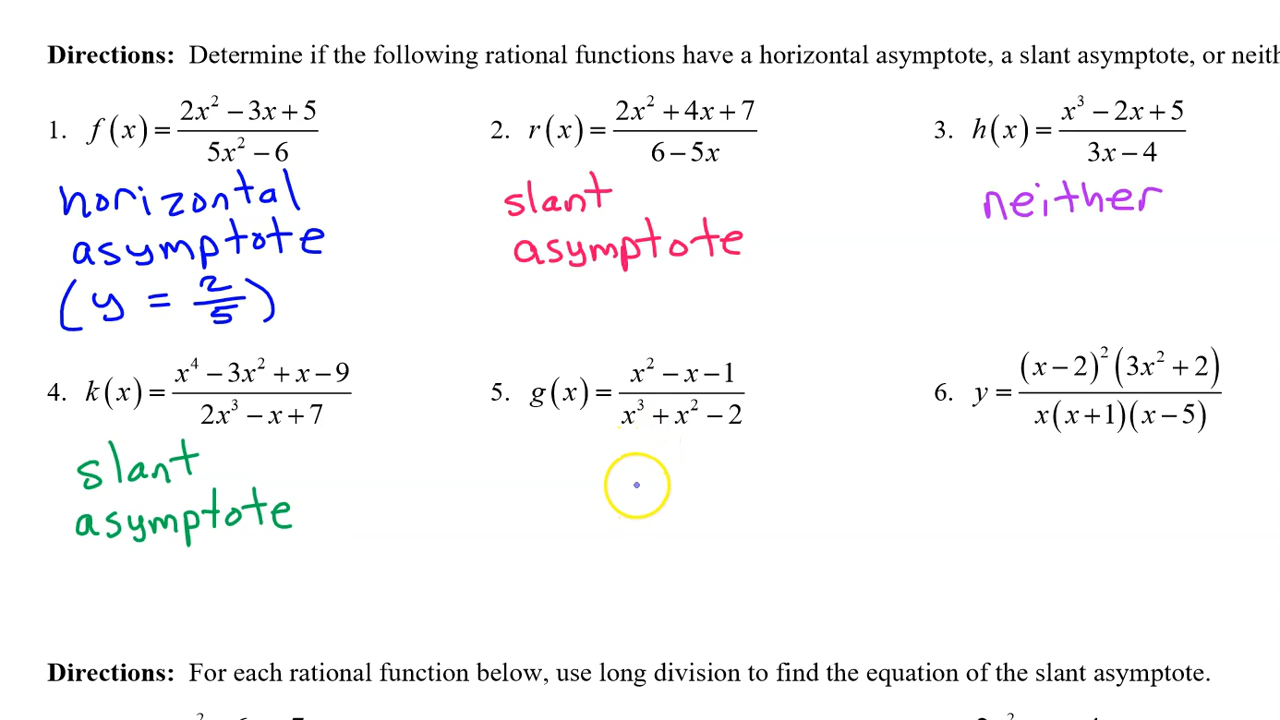 Directions: Determine if the following rational functions have a horizontal asymptote, a slant asymptote, or neith
1. f(x) = (2x² − 3x + 5)/(5x² − 6)
2. r(x) = (2x² + 4x + 7)/(6 − 5x)
3. h(x) = (x³ − 2x + 5)/(3x − 4)
horizontal
asymptote
(y = 2/5)
slant
asymptote
neither
4. k(x) = (x⁴ − 3x² + x − 9)/(2x³ − x + 7)
5. g(x) = (x² − x − 1)/(x³ + x² − 2)
6. y = ((x − 2)²(3x² + 2))/(x(x + 1)(x − 5))
slant
asymptote
Directions: For each rational function below, use long division to find the equation of the slant asymptote.